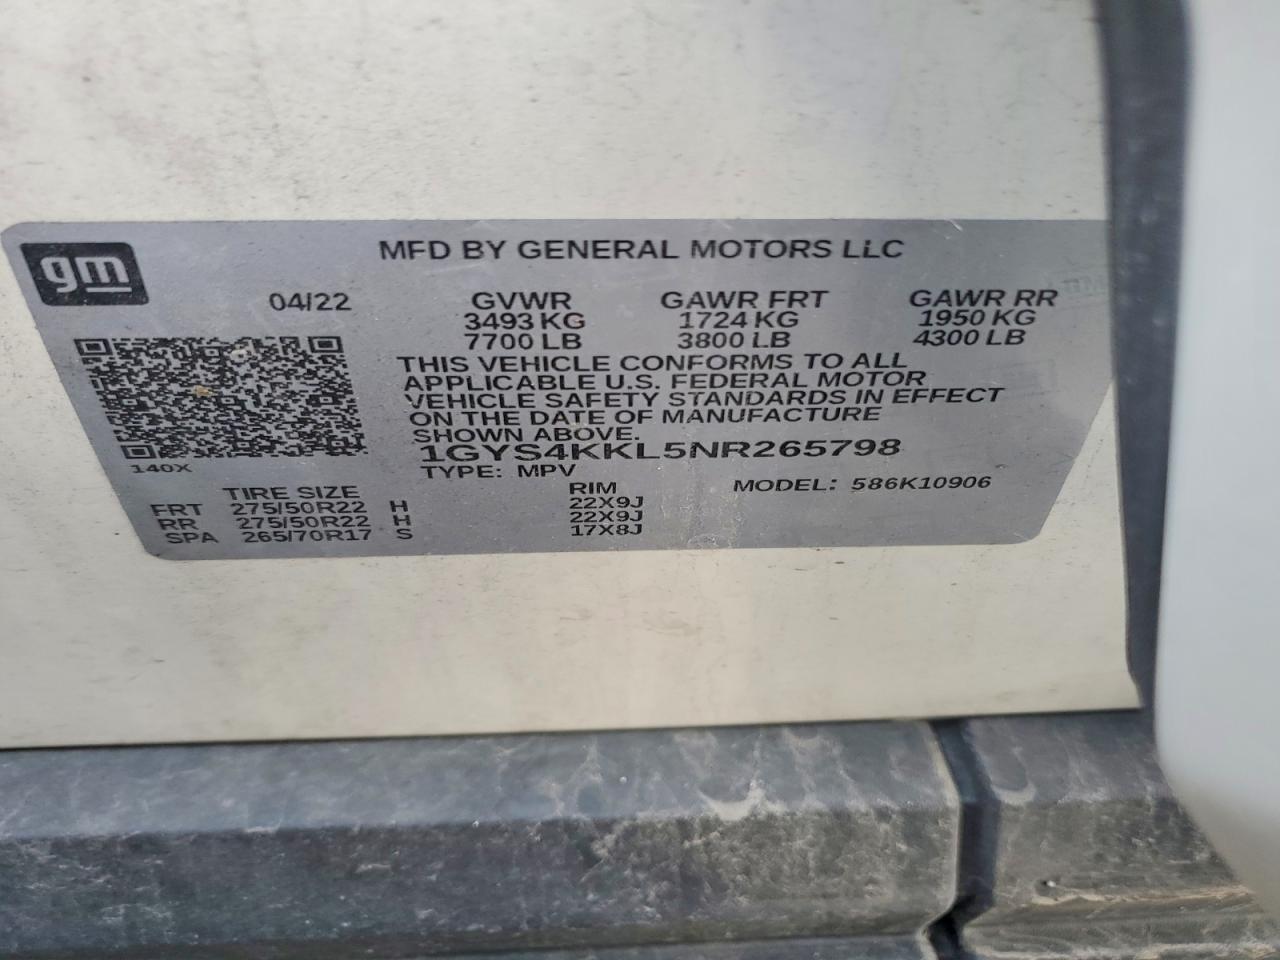 gm
MFD BY GENERAL MOTORS LLC
04/22 GVWR GAWR FRT GAWR RR
3493 KG 1724 KG 1950 KG
7700 LB 3800 LB 4300 LB
THIS VEHICLE CONFORMS TO ALL
APPLICABLE U.S. FEDERAL MOTOR
VEHICLE SAFETY STANDARDS IN EFFECT
ON THE DATE OF MANUFACTURE
SHOWN ABOVE.
1GYS4KKL5NR265798
140X
TYPE: MPV MODEL: 586K10906
TIRE SIZE RIM
FRT 275/50R22 H 22X9J
RR 275/50R22 H 22X9J
SPA 265/70R17 S 17X8J